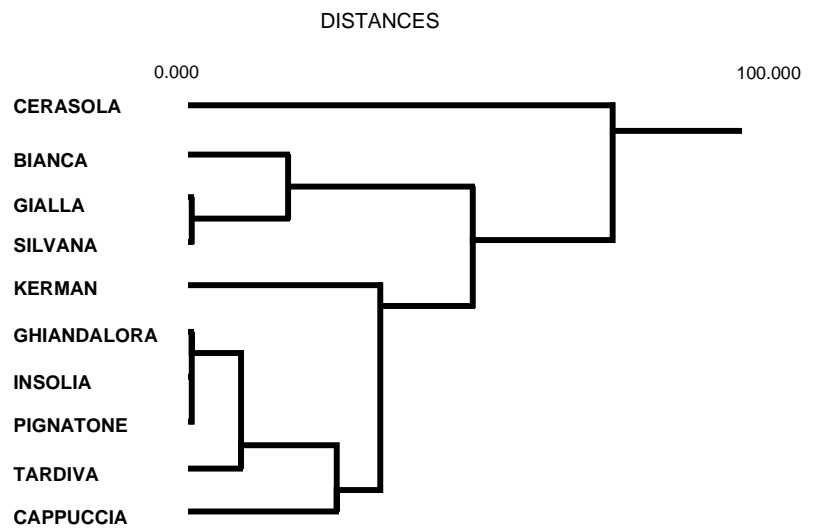 DISTANCES
0.000 100.000
CERASOLA
BIANCA
GIALLA
SILVANA
KERMAN
GHIANDALORA
INSOLIA
PIGNATONE
TARDIVA
CAPPUCCIA